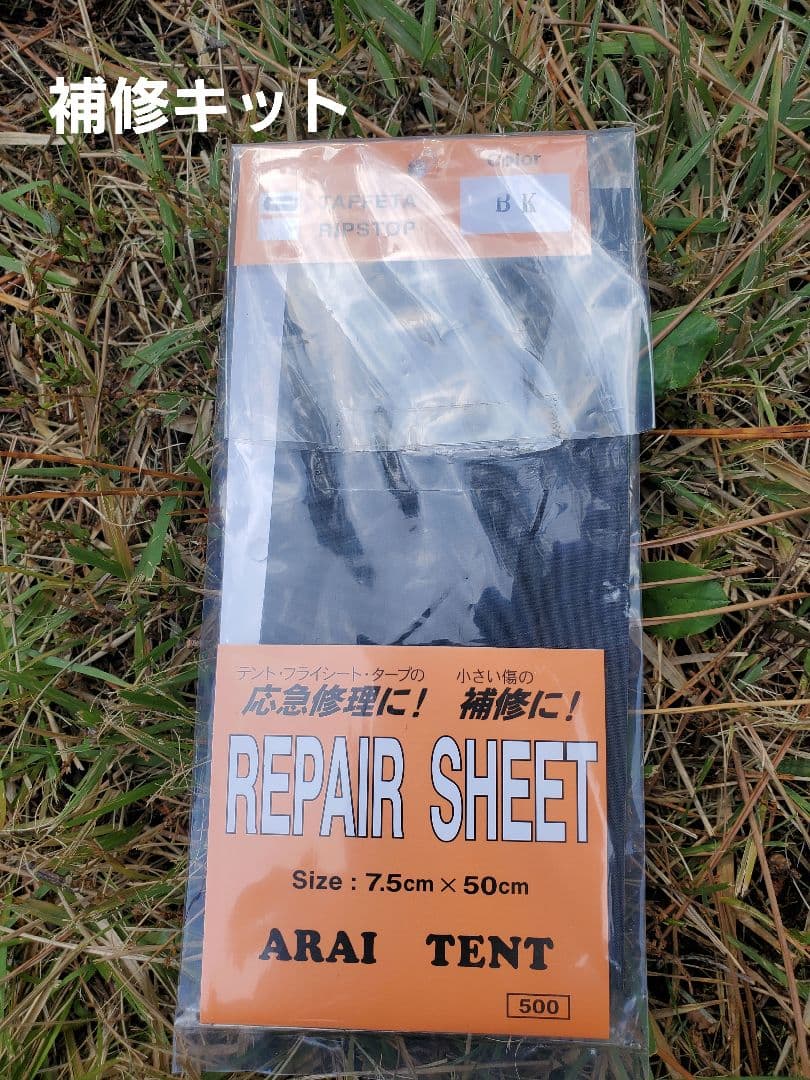 補修キット
Color
TAFFETA
BK
RIPSTOP
テント・フライシート・タープの 小さい傷の
応急修理に! 補修に!
REPAIR SHEET
Size : 7.5cm × 50cm
ARAI TENT
500